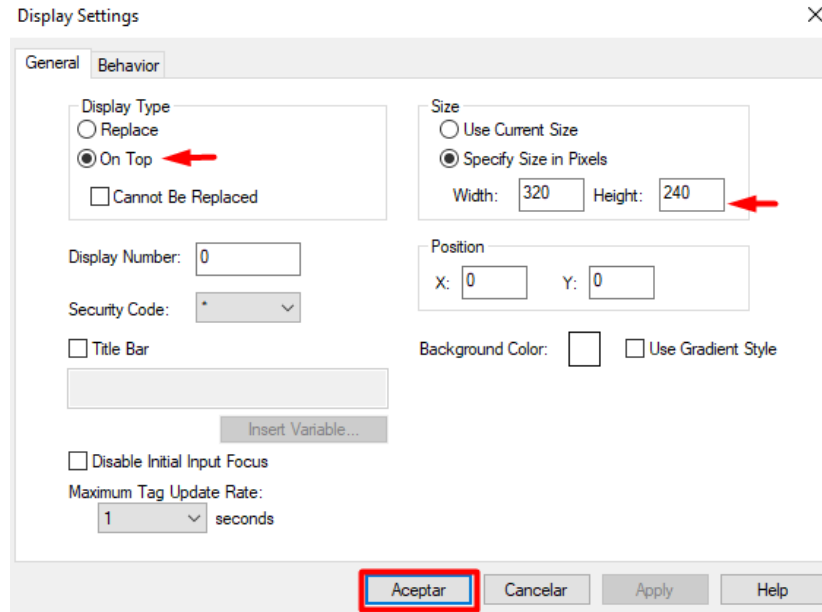 Display Settings
General Behavior
Display Type
Replace
On Top
Cannot Be Replaced
Size
Use Current Size
Specify Size in Pixels
Width: 320 Height: 240
Display Number: 0
Security Code: *
Position
X: 0 Y: 0
Title Bar
Background Color: Use Gradient Style
Insert Variable...
Disable Initial Input Focus
Maximum Tag Update Rate:
1 seconds
Aceptar Cancelar Apply Help